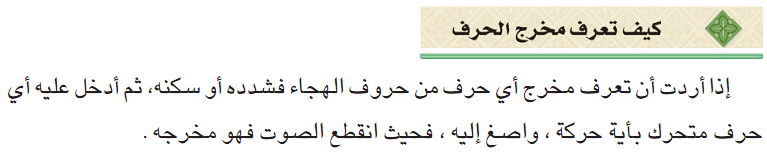 كيف تعرف مخرج الحرف
إذا أردت أن تعرف مخرج أي حرف من حروف الهجاء فشدده أو سكنه، ثم أدخل عليه أي
حرف متحرك بأية حركة ، واصغ إليه ، فحيث انقطع الصوت فهو مخرجه .